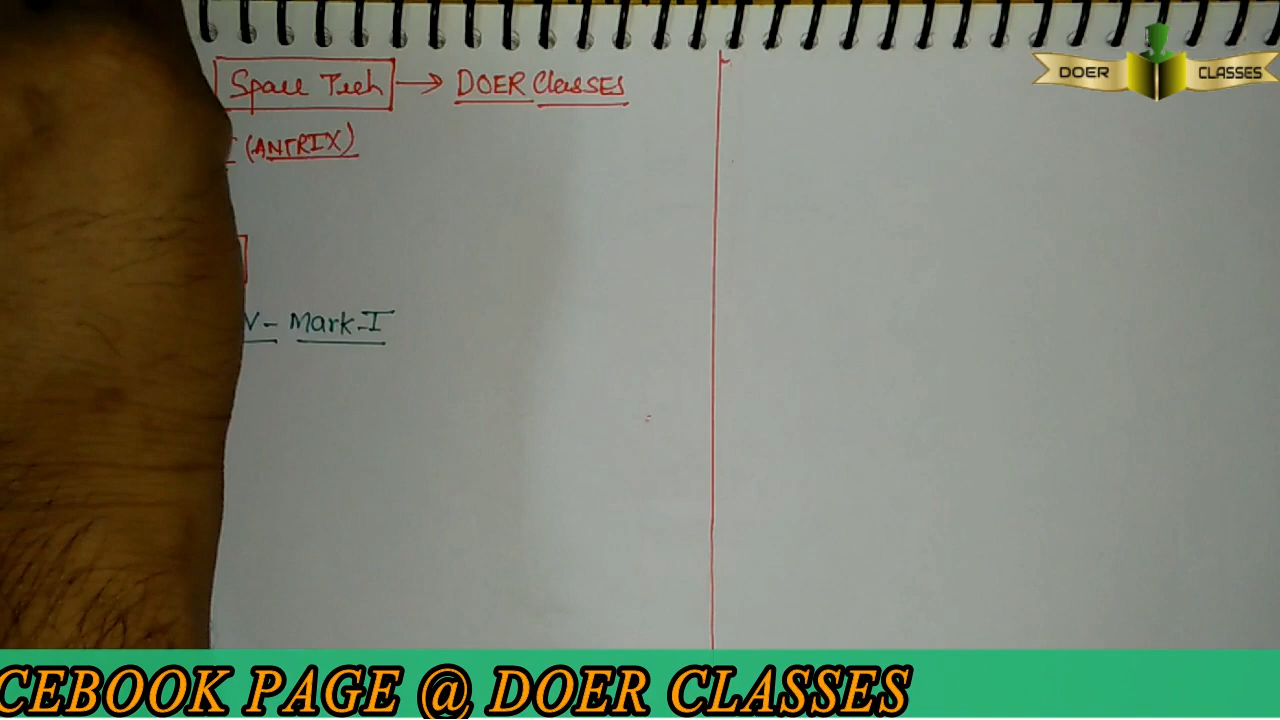 Space Tech → DOER ClasSES
DOER CLASSES
(ANTRIX)
V- Mark-I
CEBOOK PAGE @ DOER CLASSES